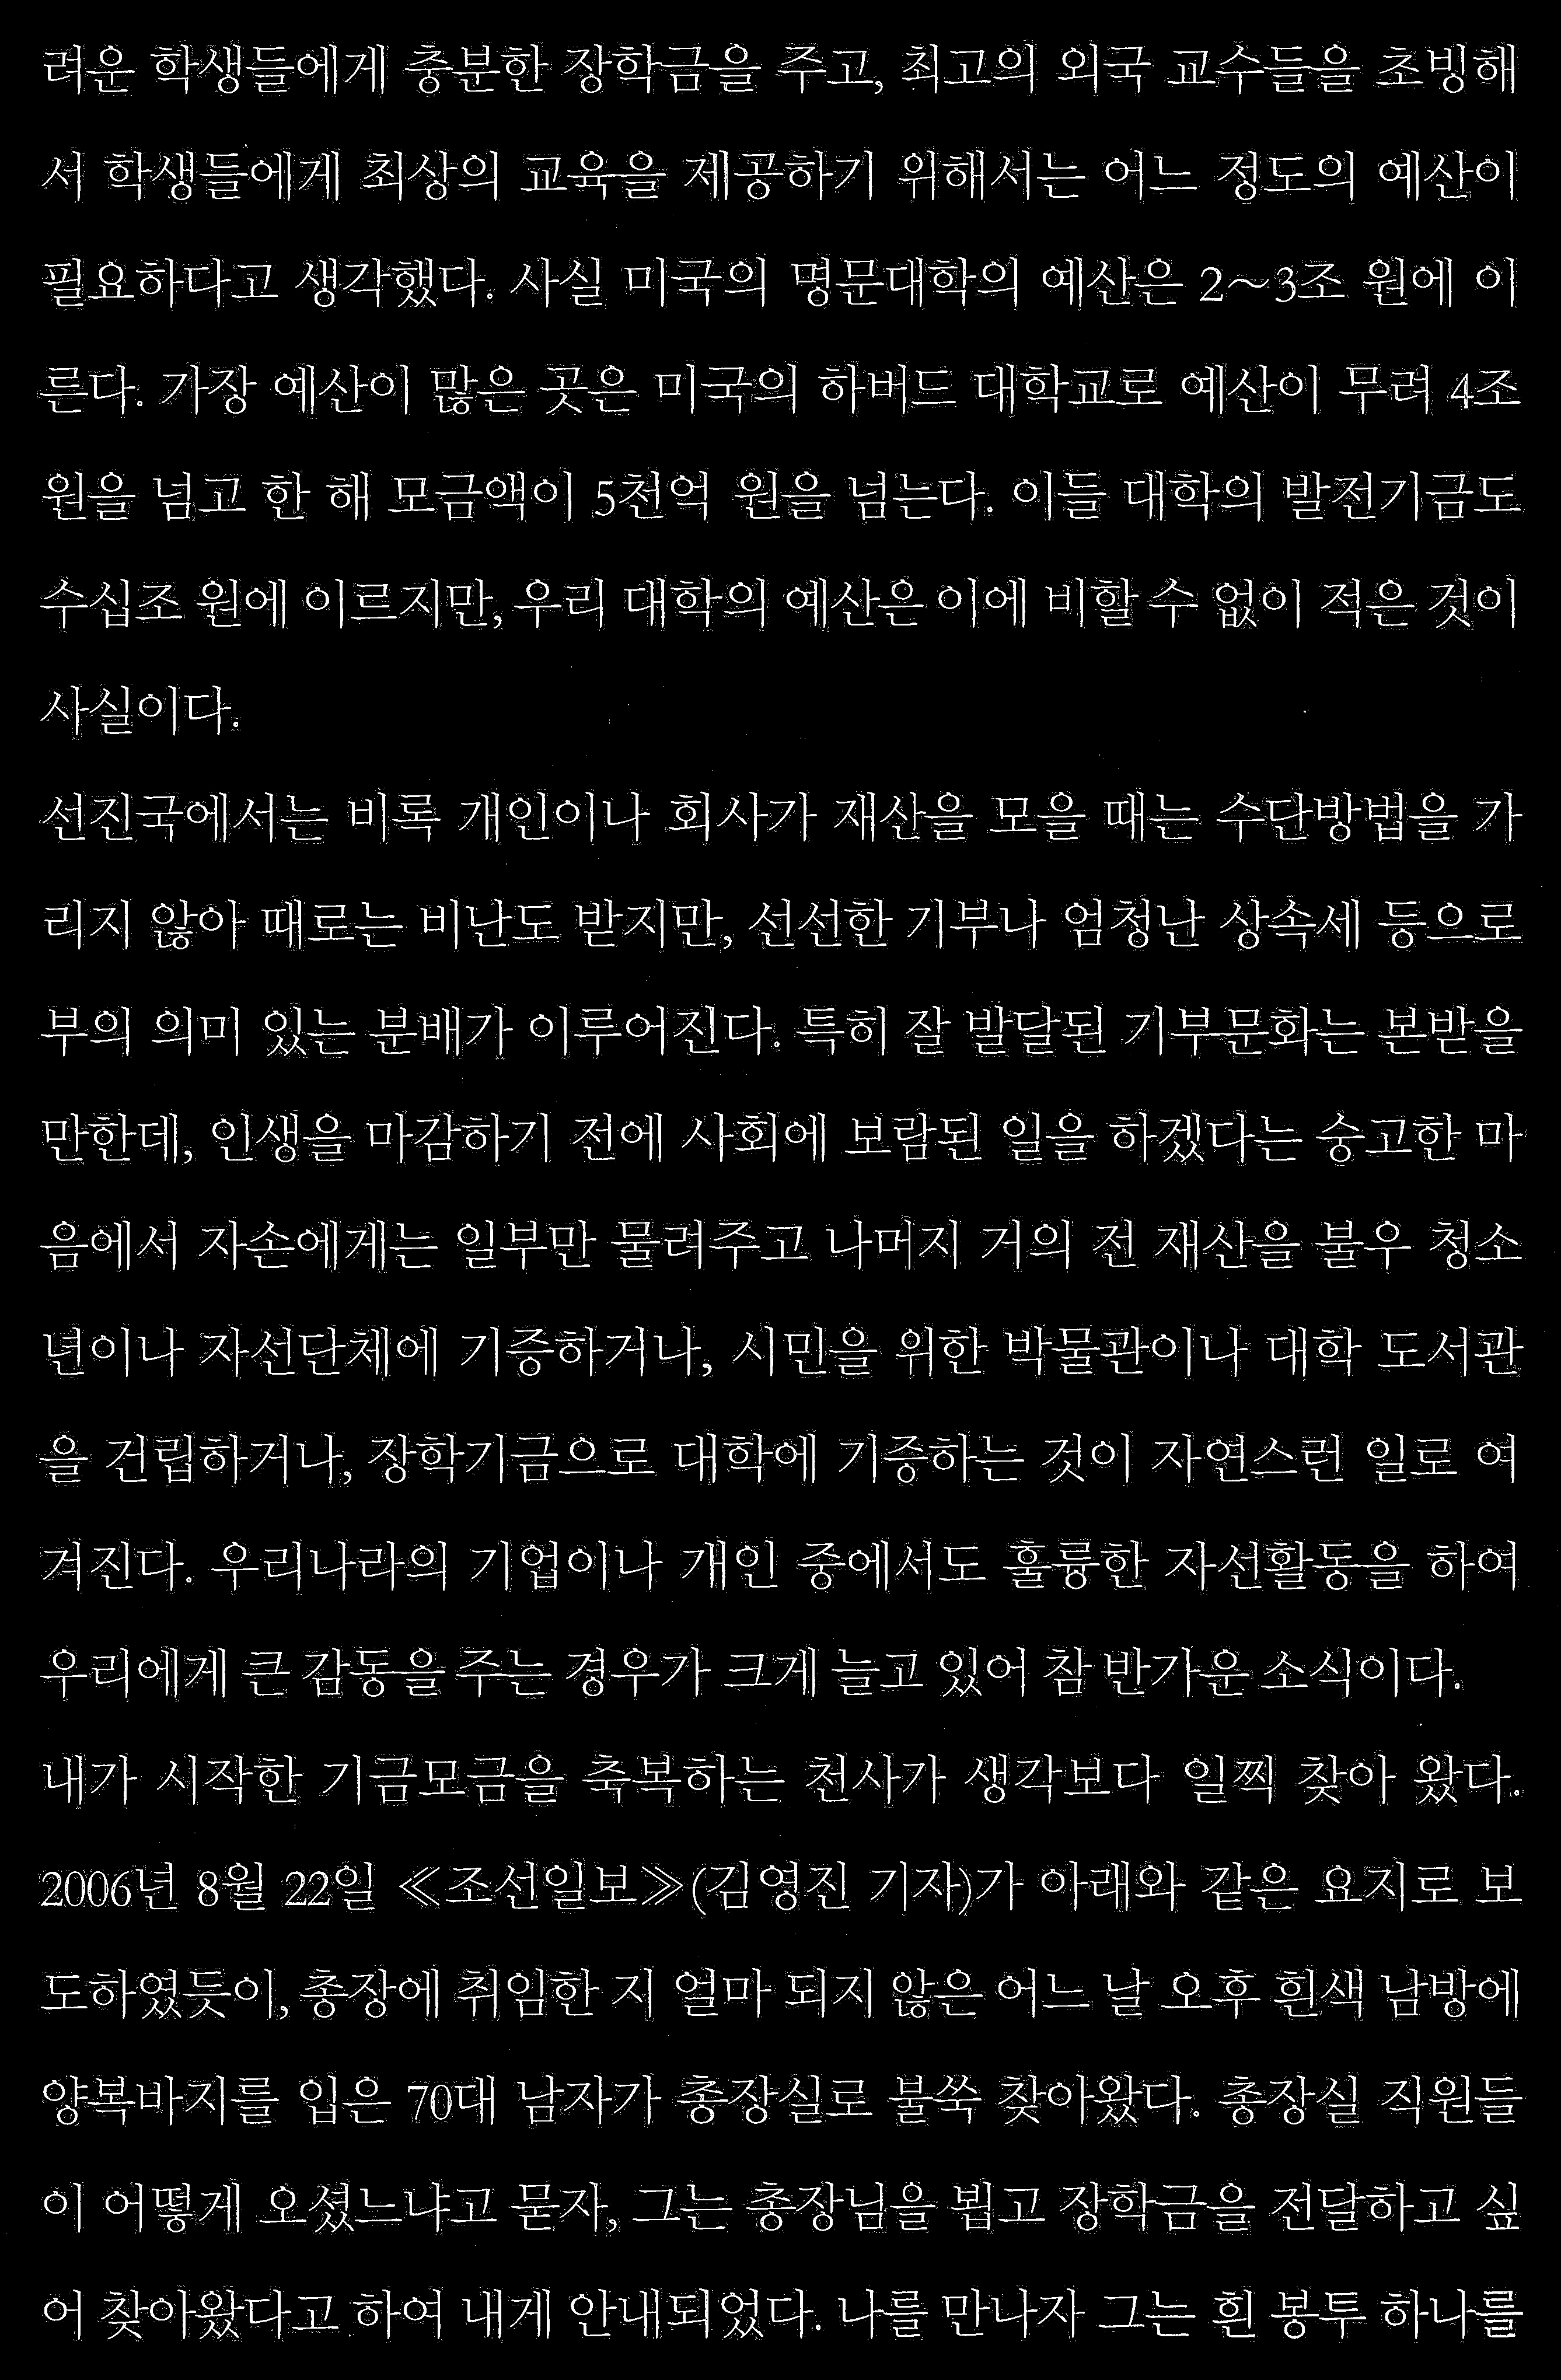 려운 학생들에게 충분한 장학금을 주고, 최고의 외국 교수들을 초빙해
서 학생들에게 최상의 교육을 제공하기 위해서는 어느 정도의 예산이
필요하다고 생각했다. 사실 미국의 명문대학의 예산은 2~3조 원에 이
른다. 가장 예산이 많은 곳은 미국의 하버드 대학교로 예산이 무려 4조
원을 넘고 한 해 모금액이 5천억 원을 넘는다. 이들 대학의 발전기금도
수십조 원에 이르지만, 우리 대학의 예산은 이에 비할 수 없이 적은 것이
사실이다.
선진국에서는 비록 개인이나 회사가 재산을 모을 때는 수단방법을 가
리지 않아 때로는 비난도 받지만, 선선한 기부나 엄청난 상속세 등으로
부의 의미 있는 분배가 이루어진다. 특히 잘 발달된 기부문화는 본받을
만한데, 인생을 마감하기 전에 사회에 보람된 일을 하겠다는 숭고한 마
음에서 자손에게는 일부만 물려주고 나머지 거의 전 재산을 불우 청소
년이나 자선단체에 기증하거나, 시민을 위한 박물관이나 대학 도서관
을 건립하거나, 장학기금으로 대학에 기증하는 것이 자연스런 일로 여
겨진다. 우리나라의 기업이나 개인 중에서도 훌륭한 자선활동을 하여
우리에게 큰 감동을 주는 경우가 크게 늘고 있어 참 반가운 소식이다.
내가 시작한 기금모금을 축복하는 천사가 생각보다 일찍 찾아 왔다.
2006년 8월 22일 ≪조선일보≫(김영진 기자)가 아래와 같은 요지로 보
도하였듯이, 총장에 취임한 지 얼마 되지 않은 어느 날 오후 흰색 남방에
양복바지를 입은 70대 남자가 총장실로 불쑥 찾아왔다. 총장실 직원들
이 어떻게 오셨느냐고 묻자, 그는 총장님을 뵙고 장학금을 전달하고 싶
어 찾아왔다고 하여 내게 안내되었다. 나를 만나자 그는 흰 봉투 하나를